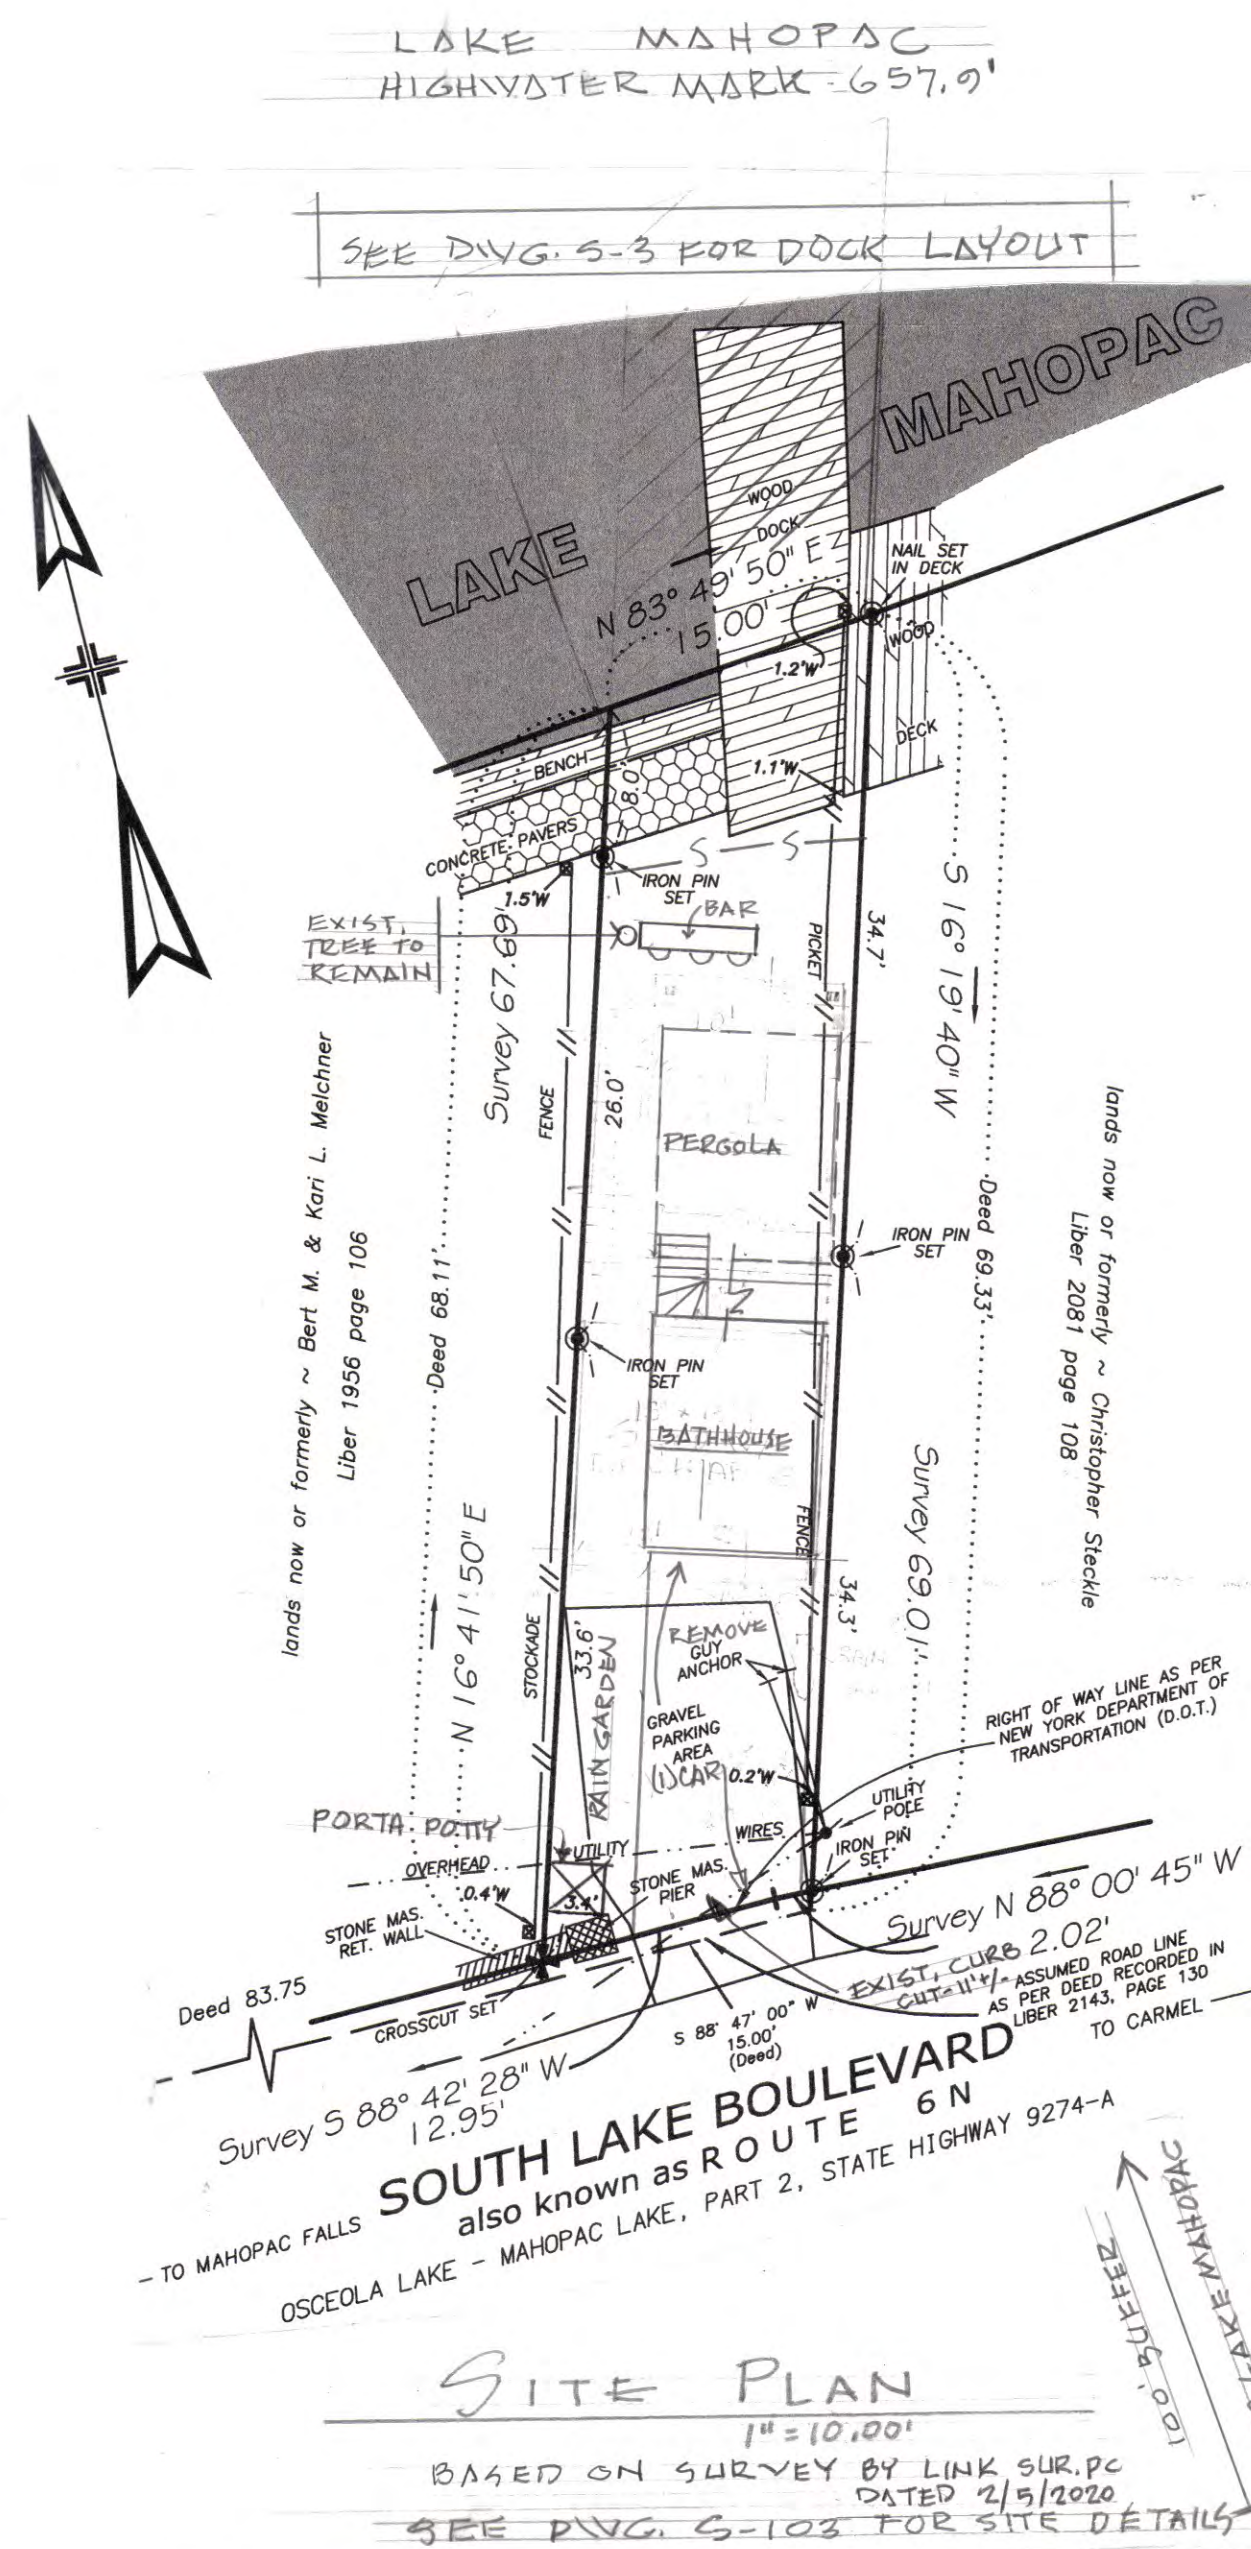 LAKE MAHOPAC
HIGHWATER MARK - 657.9'
SEE DWG. S-3 FOR DOCK LAYOUT
LAKE MAHOPAC
WOOD
DOCK
N 83° 49' 50" E
15.00'
NAIL SET
IN DECK
WOOD
DECK
1.2'W
1.1'W
BENCH
8.0'
CONCRETE PAVERS
1.5'W
IRON PIN
SET
S S
BAR
EXIST.
TREE TO
REMAIN
Survey 67.69'
PICKET
34.7'
S 16° 19' 40" W
10'
FENCE
26.0'
PERGOLA
lands now or formerly ~ Bert M. & Kari L. Melchner
Liber 1956 page 106
Deed 68.11'
N 16° 41' 50" E
IRON PIN
SET
Deed 69.33'
lands now or formerly ~ Christopher Steckle
Liber 2081 page 108
IRON PIN
SET
BATHHOUSE
FENCE
Survey 69.01'
34.3'
STOCKADE
33.6'
RAIN GARDEN
REMOVE
GUY
ANCHOR
GRAVEL
PARKING
AREA
(1) CAR
0.2'W
RIGHT OF WAY LINE AS PER
NEW YORK DEPARTMENT OF
TRANSPORTATION (D.O.T.)
UTILITY
POLE
PORTA POTTY
OVERHEAD
UTILITY
WIRES
IRON PIN
SET
0.4'W
3.4'
STONE MAS.
PIER
STONE MAS.
RET. WALL
Survey N 88° 00' 45" W
2.02'
EXIST. CURB
CUT = 11' +/-
ASSUMED ROAD LINE
AS PER DEED RECORDED IN
LIBER 2143, PAGE 130
Deed 83.75
CROSSCUT SET
S 88° 47' 00" W
15.00'
(Deed)
TO CARMEL
Survey S 88° 42' 28" W
12.95'
SOUTH LAKE BOULEVARD
also known as ROUTE 6 N
TO MAHOPAC FALLS
OSCEOLA LAKE - MAHOPAC LAKE, PART 2, STATE HIGHWAY 9274-A
100' BUFFER
LAKE MAHOPAC
SITE PLAN
1" = 10.00'
BASED ON SURVEY BY LINK SUR. PC
DATED 2/5/2020
SEE DWG. S-103 FOR SITE DETAILS